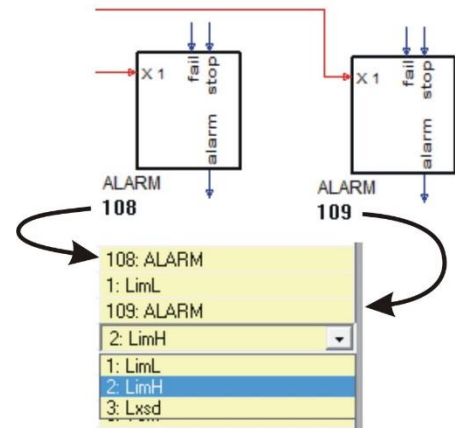 X 1
fail
stop
alarm
ALARM
108
X 1
fail
stop
alarm
ALARM
109
108: ALARM
1: LimL
109: ALARM
2: LimH
1: LimL
2: LimH
3: Lxsd